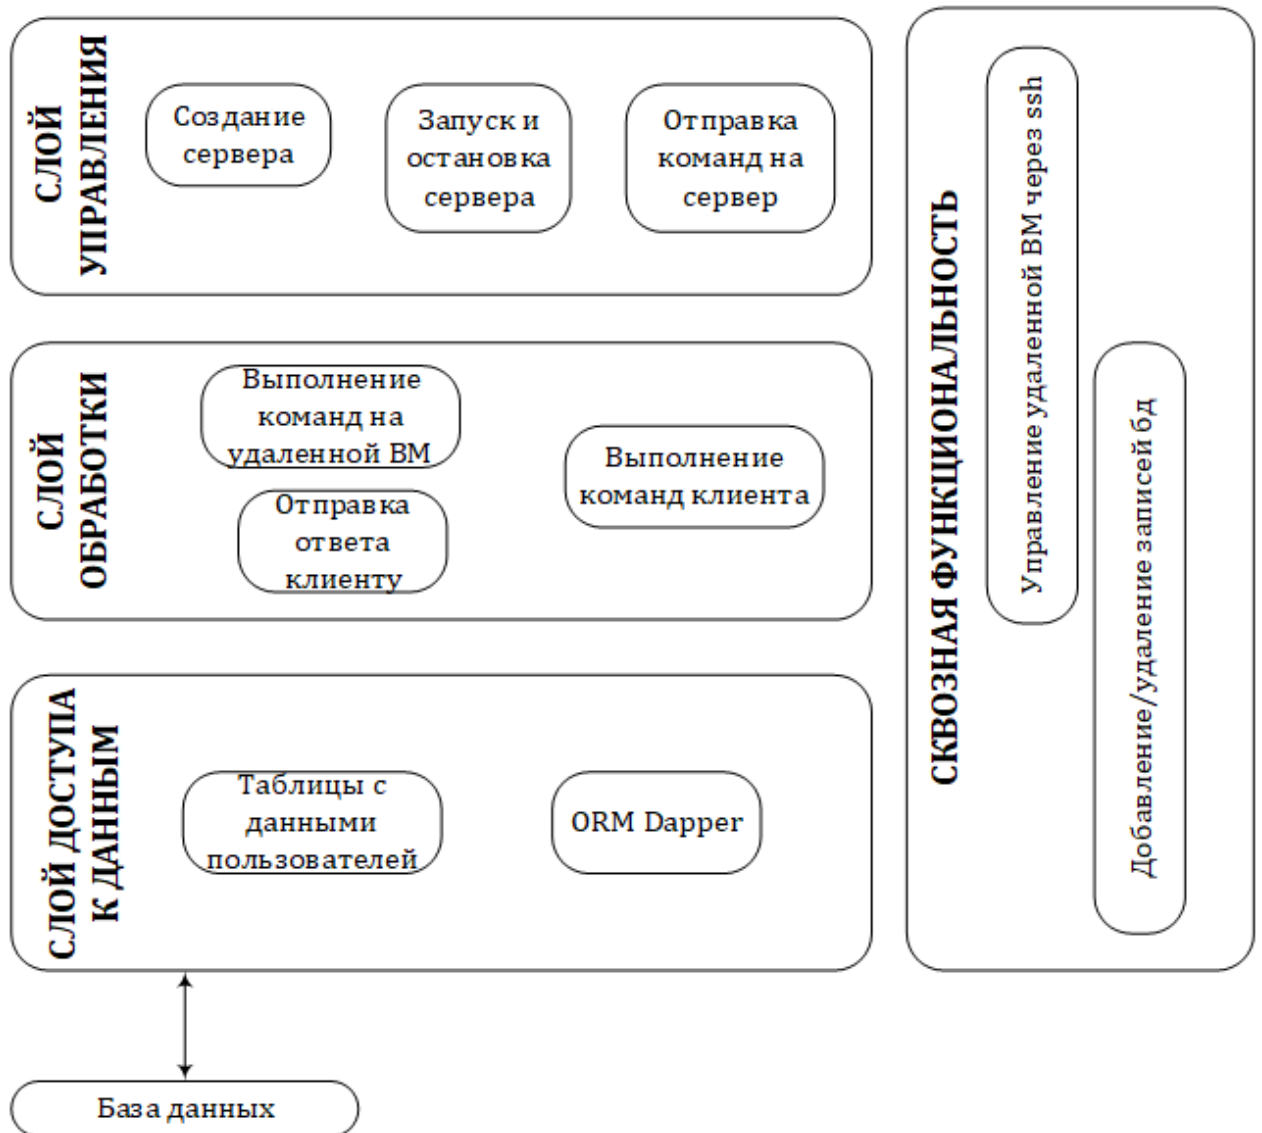 СЛОЙ
УПРАВЛЕНИЯ
Создание
сервера
Запуск и
остановка
сервера
Отправка
команд на
сервер
СЛОЙ
ОБРАБОТКИ
Выполнение
команд на
удаленной ВМ
Отправка
ответа
клиенту
Выполнение
команд клиента
СЛОЙ ДОСТУПА
К ДАННЫМ
Таблицы с
данными
пользователей
ORM Dapper
База данных
СКВОЗНАЯ ФУНКЦИОНАЛЬНОСТЬ
Управление удаленной ВМ через ssh
Добавление/удаление записей бд